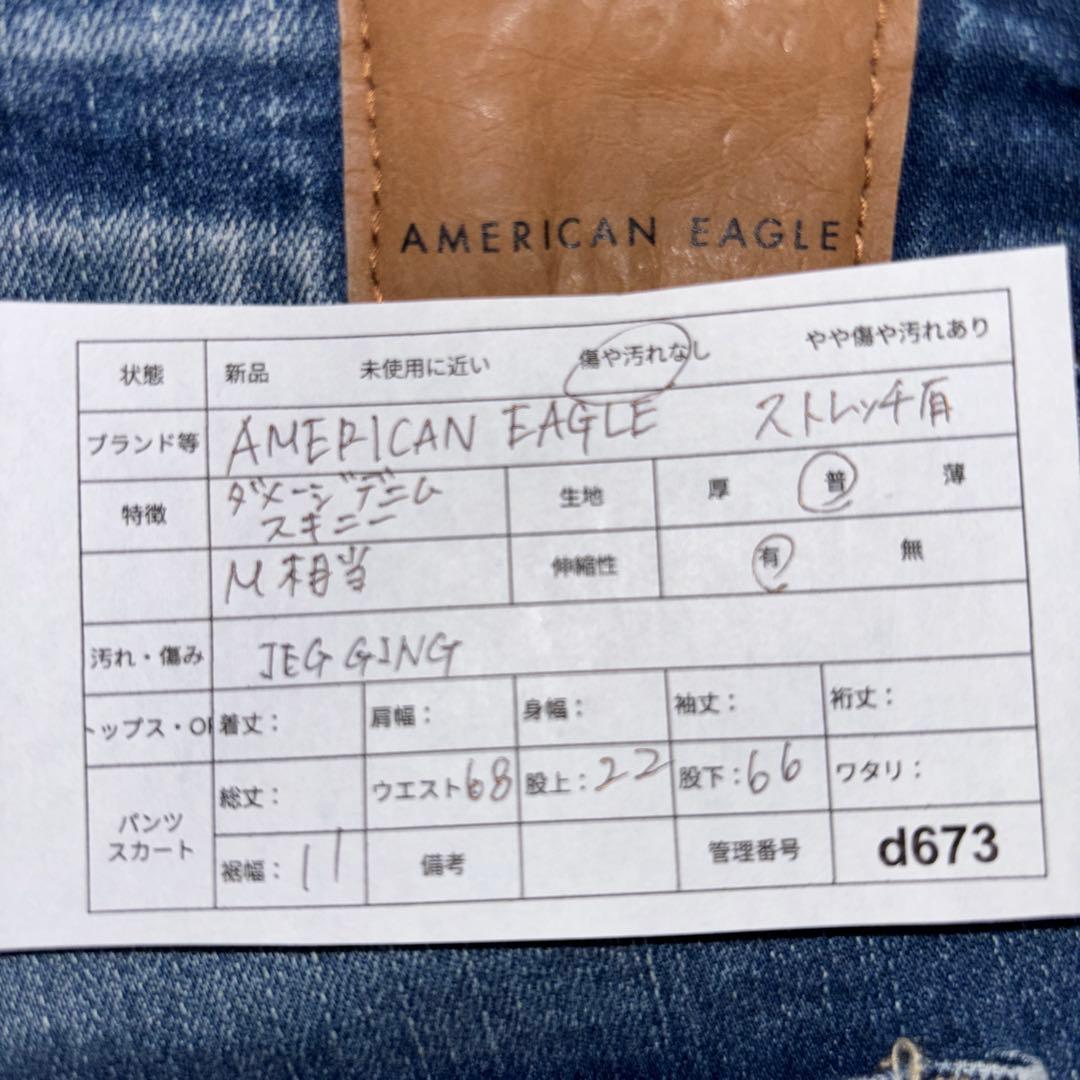 AMERICAN EAGLE
状態 新品 未使用に近い 傷や汚れなし やや傷や汚れあり
ブランド等 AMERICAN EAGLE ストレッチ有
特徴 ダメージデニム 生地 厚 普 薄
スキニー
M相当 伸縮性 有 無
汚れ・傷み JEGGING
トップス・OP 着丈: 肩幅: 身幅: 袖丈: 裄丈:
パンツ 総丈: ウエスト68 股上:22 股下:66 ワタリ:
スカート 裾幅:11 備考 管理番号 d673